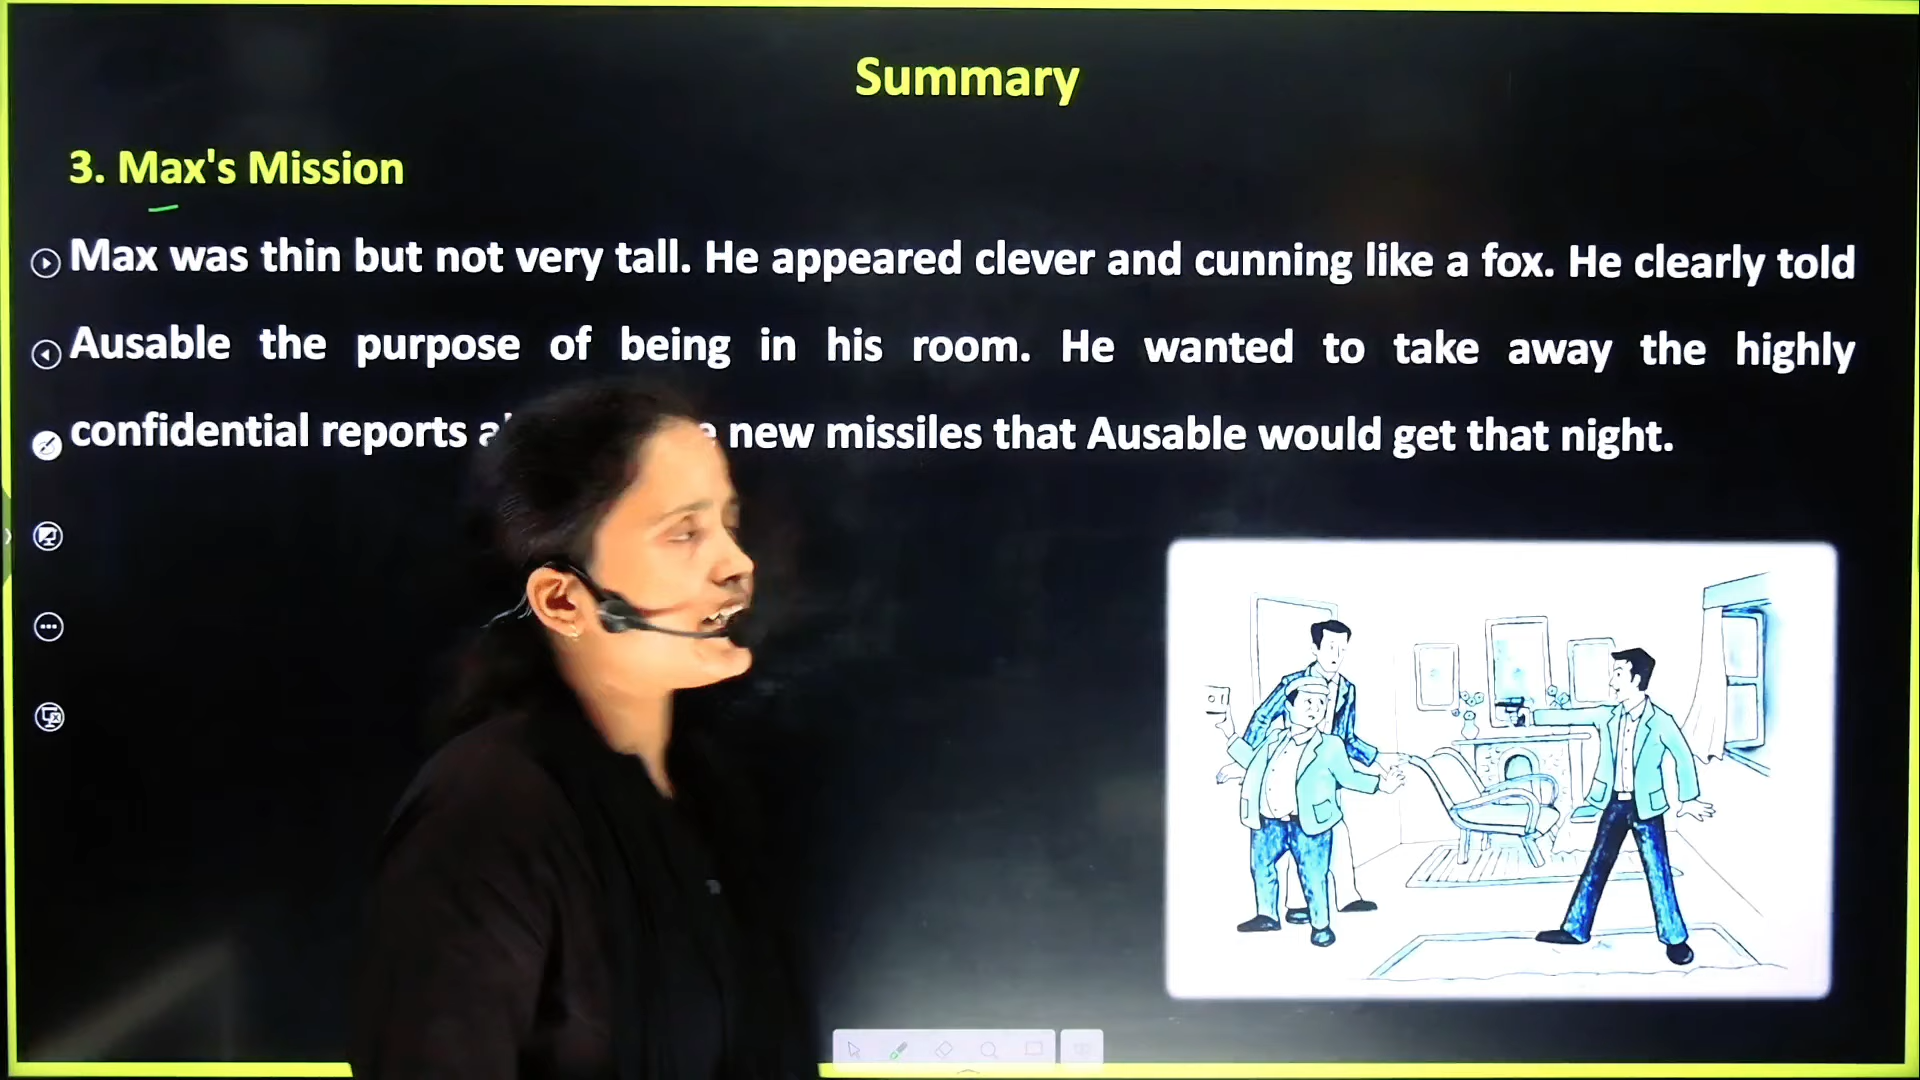 Summary
3. Max's Mission
Max was thin but not very tall. He appeared clever and cunning like a fox. He clearly told
Ausable the purpose of being in his room. He wanted to take away the highly
confidential reports new missiles that Ausable would get that night.